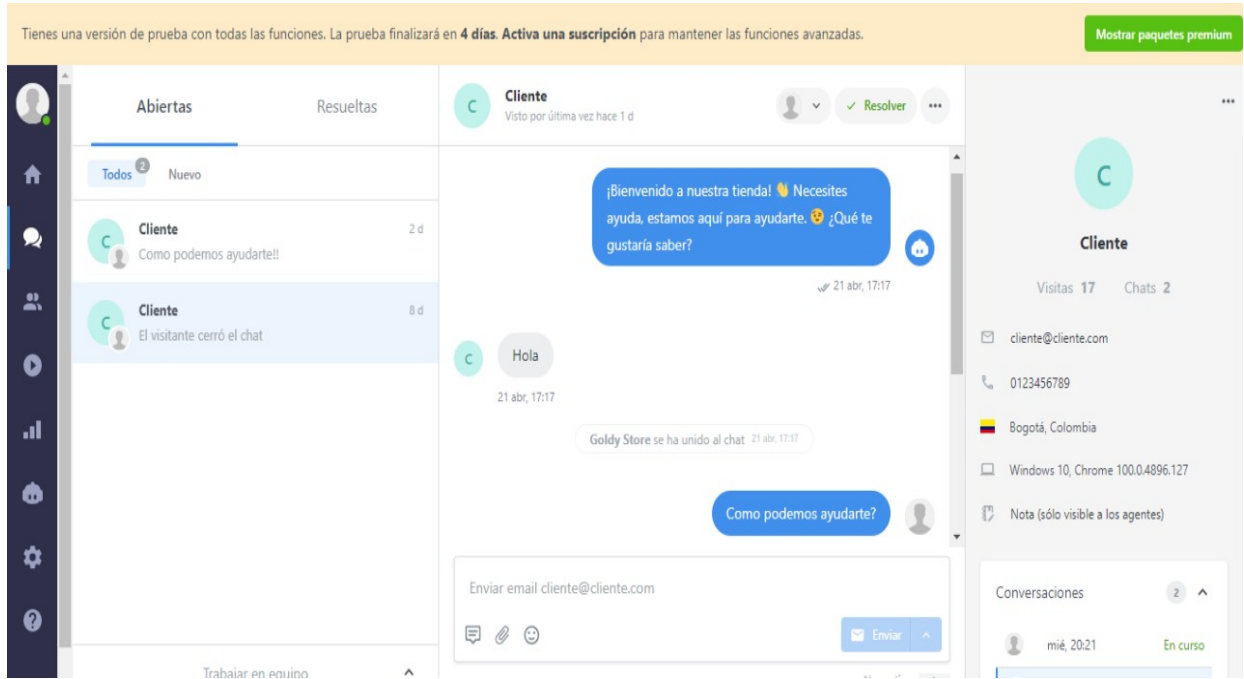 Tienes una versión de prueba con todas las funciones. La prueba finalizará en 4 días. Activa una suscripción para mantener las funciones avanzadas.
Mostrar paquetes premium
Abiertas
Resueltas
Todos 2
Nuevo
C
Cliente
2 d
Como podemos ayudarte!!
C
Cliente
8 d
El visitante cerró el chat
Trabajar en equipo
C
Cliente
Visto por última vez hace 1 d
Resolver
¡Bienvenido a nuestra tienda! 👋 Necesites
ayuda, estamos aquí para ayudarte. 🤨 ¿Qué te
gustaría saber?
21 abr, 17:17
C
Hola
21 abr, 17:17
Goldy Store se ha unido al chat 21 abr, 17:17
Como podemos ayudarte?
Enviar email cliente@cliente.com
Enviar
C
Cliente
Visitas 17
Chats 2
cliente@cliente.com
0123456789
Bogotá, Colombia
Windows 10, Chrome 100.0.4896.127
Nota (sólo visible a los agentes)
Conversaciones
2
mié, 20:21
En curso